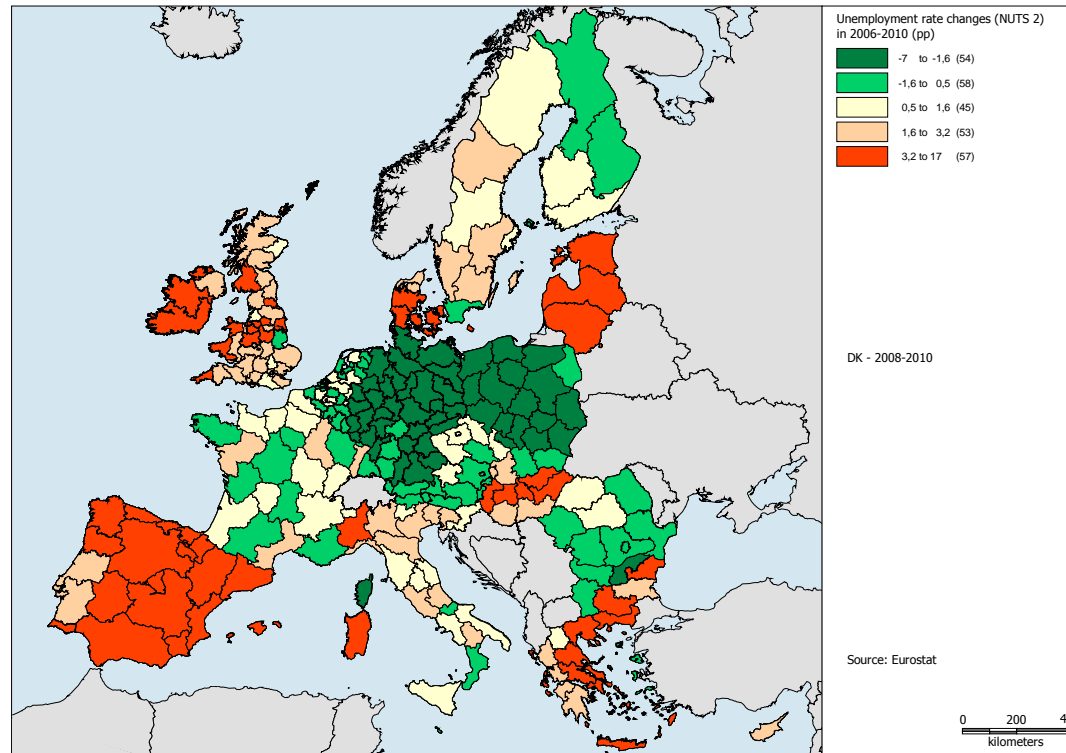 Unemployment rate changes (NUTS 2)
in 2006-2010 (pp)
-7 to -1,6 (54)
-1,6 to 0,5 (58)
0,5 to 1,6 (45)
1,6 to 3,2 (53)
3,2 to 17 (57)
DK - 2008-2010
Source: Eurostat
0 200 4
kilometers